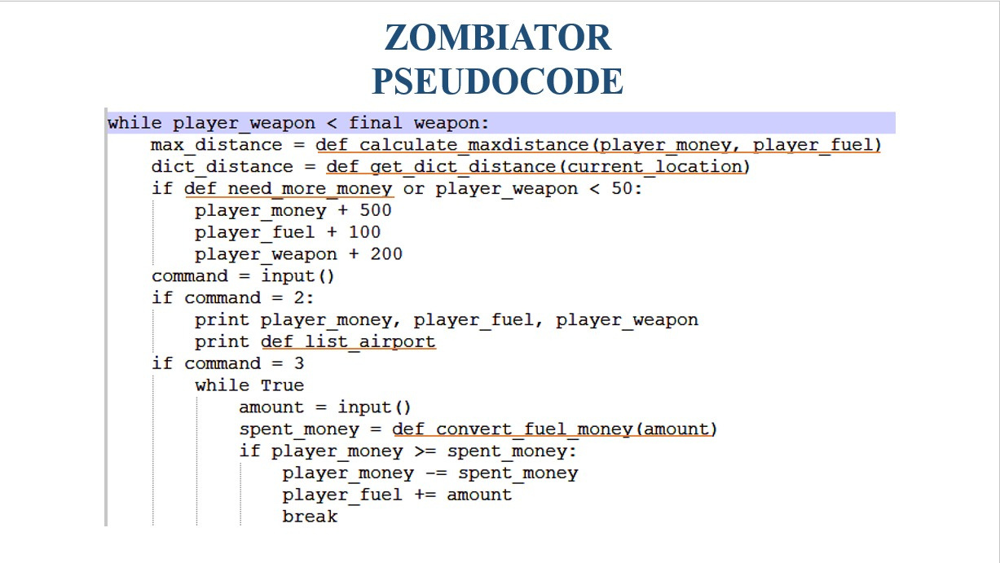 ZOMBIATOR
PSEUDOCODE
while player_weapon < final weapon:
max_distance = def calculate_maxdistance(player_money, player_fuel)
dict_distance = def get_dict_distance(current_location)
if def need_more_money or player_weapon < 50:
player_money + 500
player_fuel + 100
player_weapon + 200
command = input()
if command = 2:
print player_money, player_fuel, player_weapon
print def list_airport
if command = 3
while True
amount = input()
spent_money = def convert_fuel_money(amount)
if player_money >= spent_money:
player_money -= spent_money
player_fuel += amount
break